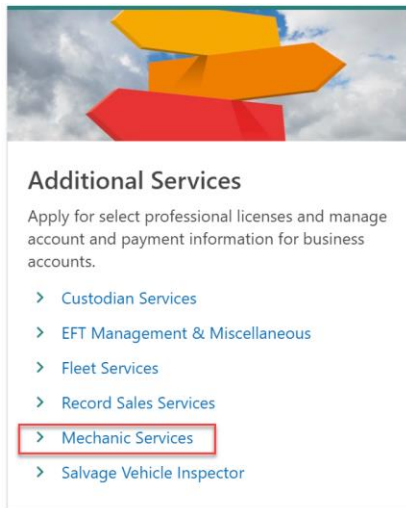 Additional Services
Apply for select professional licenses and manage
account and payment information for business
accounts.
Custodian Services
EFT Management & Miscellaneous
Fleet Services
Record Sales Services
Mechanic Services
Salvage Vehicle Inspector